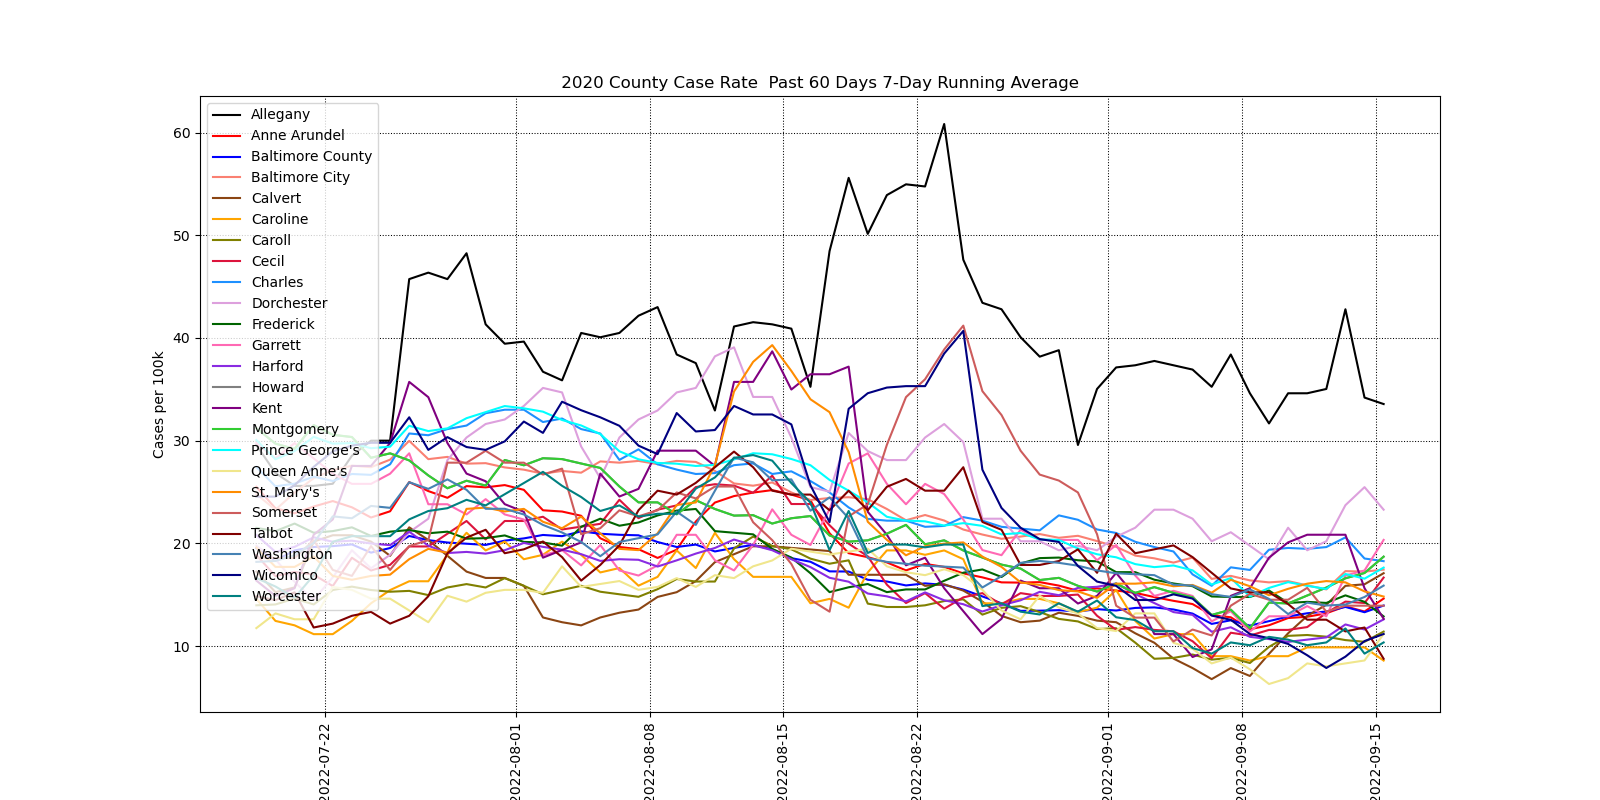 2020 County Case Rate  Past 60 Days 7-Day Running Average
Cases per 100k
60
50
40
30
20
10
Allegany
Anne Arundel
Baltimore County
Baltimore City
Calvert
Caroline
Caroll
Cecil
Charles
Dorchester
Frederick
Garrett
Harford
Howard
Kent
Montgomery
Prince George's
Queen Anne's
St. Mary's
Somerset
Talbot
Washington
Wicomico
Worcester
2022-07-22
2022-08-01
2022-08-08
2022-08-15
2022-08-22
2022-09-01
2022-09-08
2022-09-15